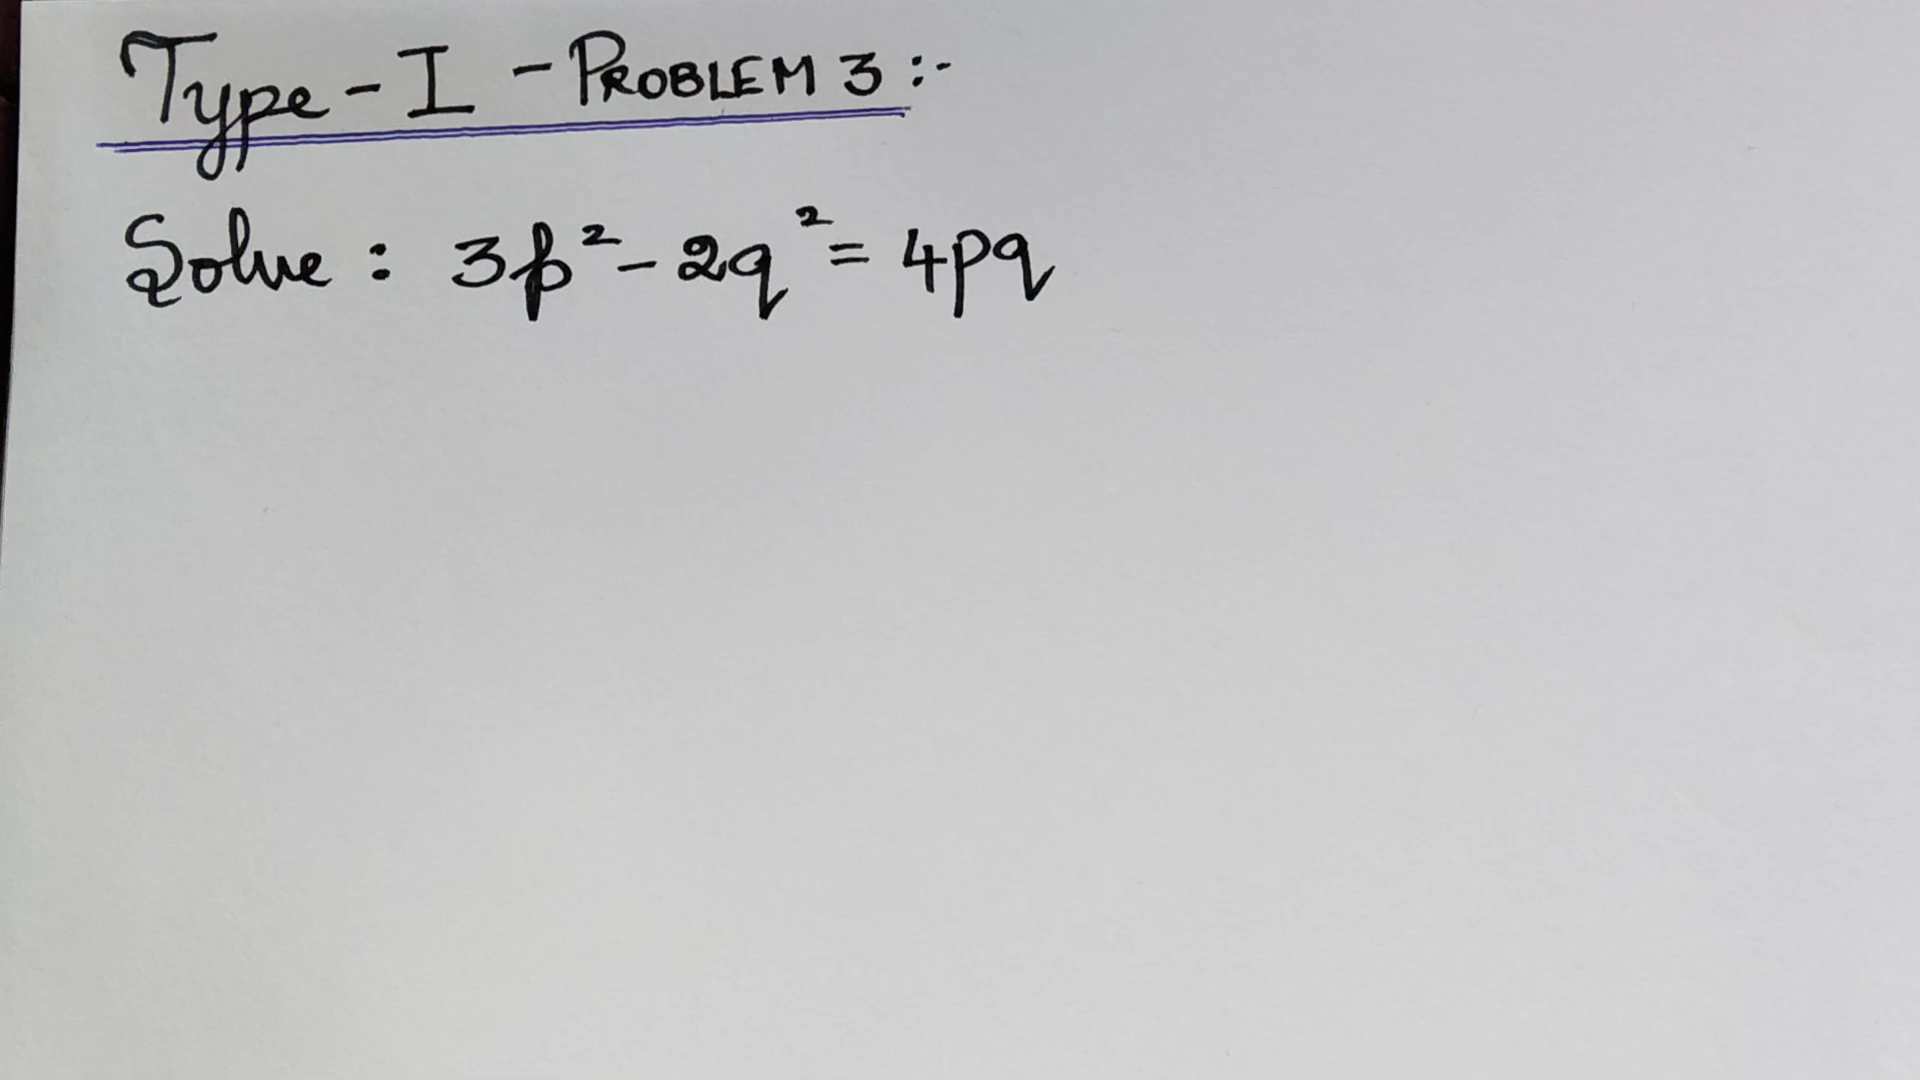 Type - I - PROBLEM 3 :-
Solve : 3p² - 2q² = 4pq